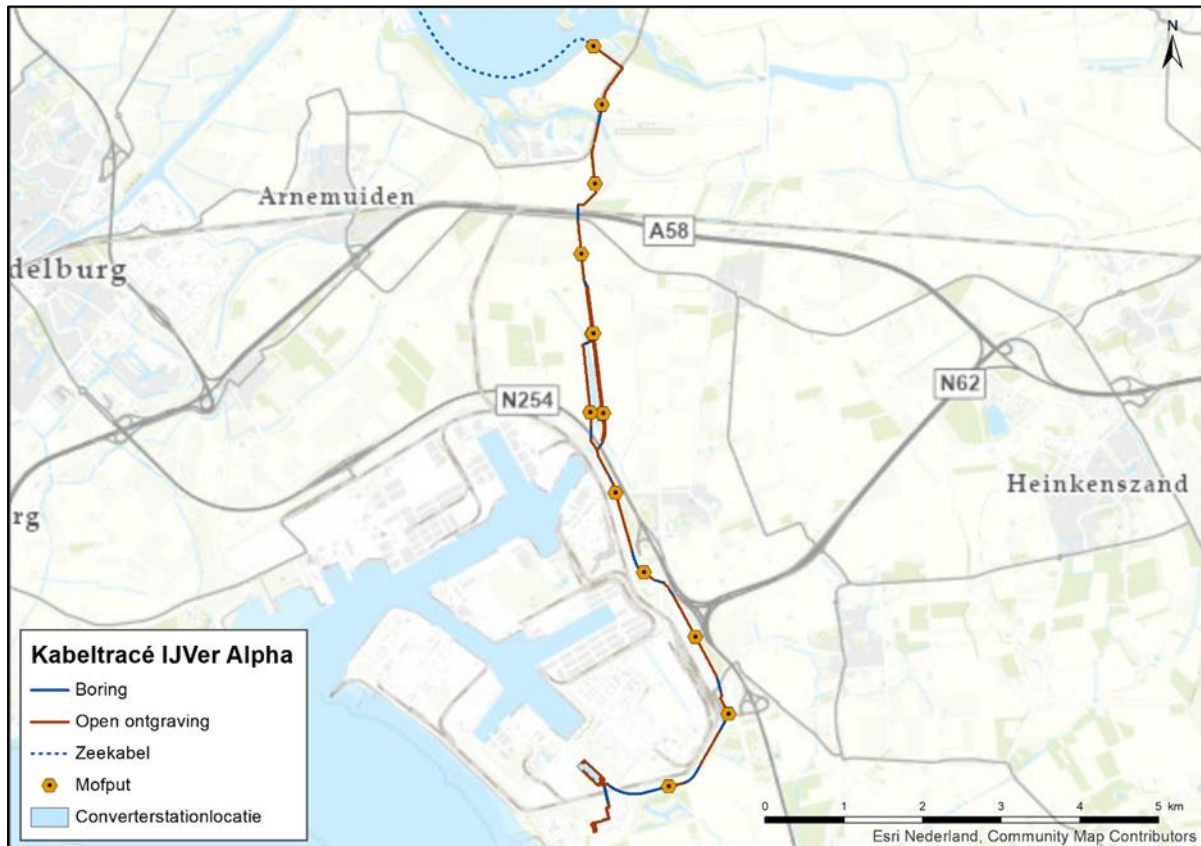 N
Arnemuiden
A58
delburg
N62
N254
Heinkenszand
rg
Kabeltracé IJVer Alpha
Boring
Open ontgraving
Zeekabel
Mofput
Converterstationlocatie
0 1 2 3 4 5 km
Esri Nederland, Community Map Contributors